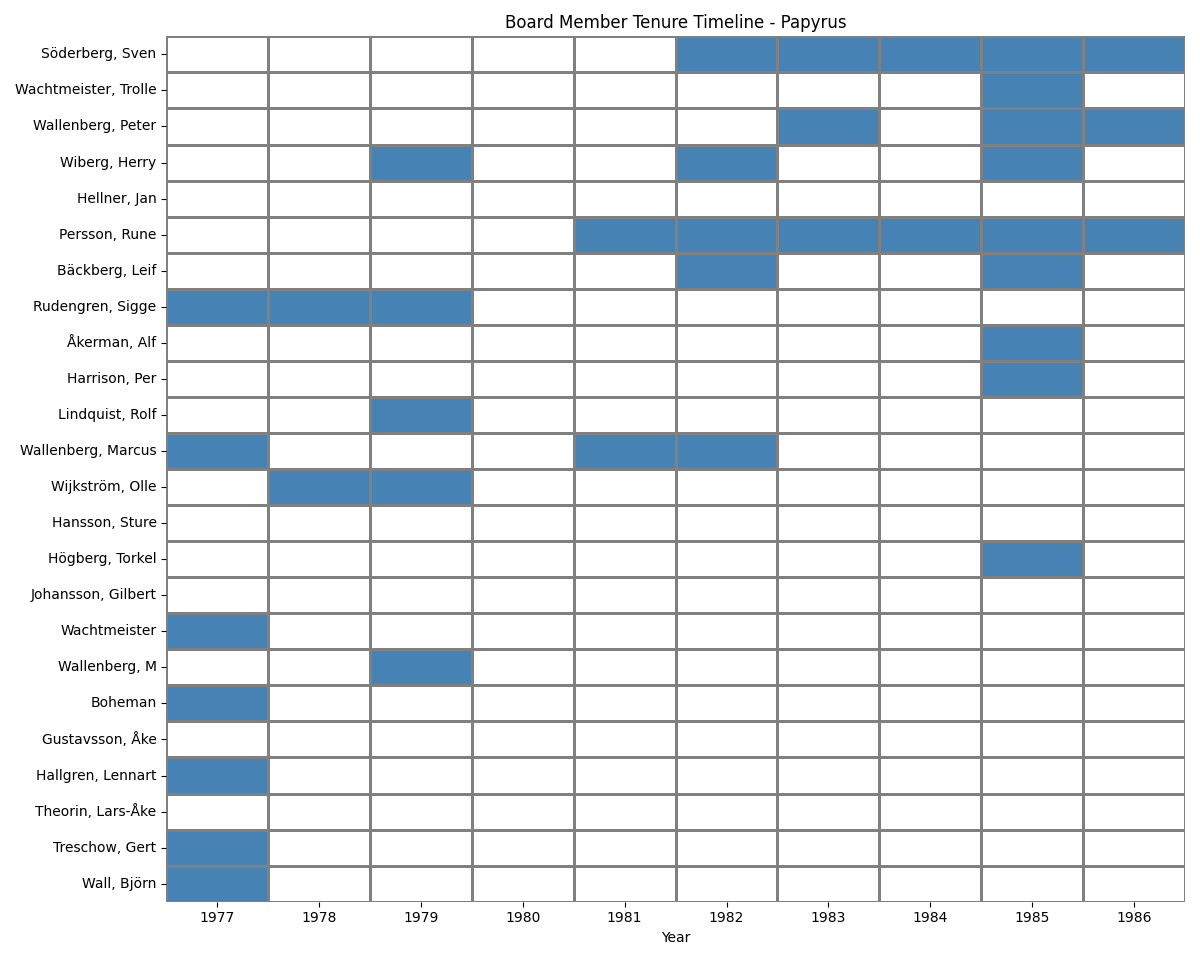 Board Member Tenure Timeline - Papyrus
Söderberg, Sven
Wachtmeister, Trolle
Wallenberg, Peter
Wiberg, Herry
Hellner, Jan
Persson, Rune
Bäckberg, Leif
Rudengren, Sigge
Åkerman, Alf
Harrison, Per
Lindquist, Rolf
Wallenberg, Marcus
Wijkström, Olle
Hansson, Sture
Högberg, Torkel
Johansson, Gilbert
Wachtmeister
Wallenberg, M
Boheman
Gustavsson, Åke
Hallgren, Lennart
Theorin, Lars-Åke
Treschow, Gert
Wall, Björn
1977 1978 1979 1980 1981 1982 1983 1984 1985 1986
Year